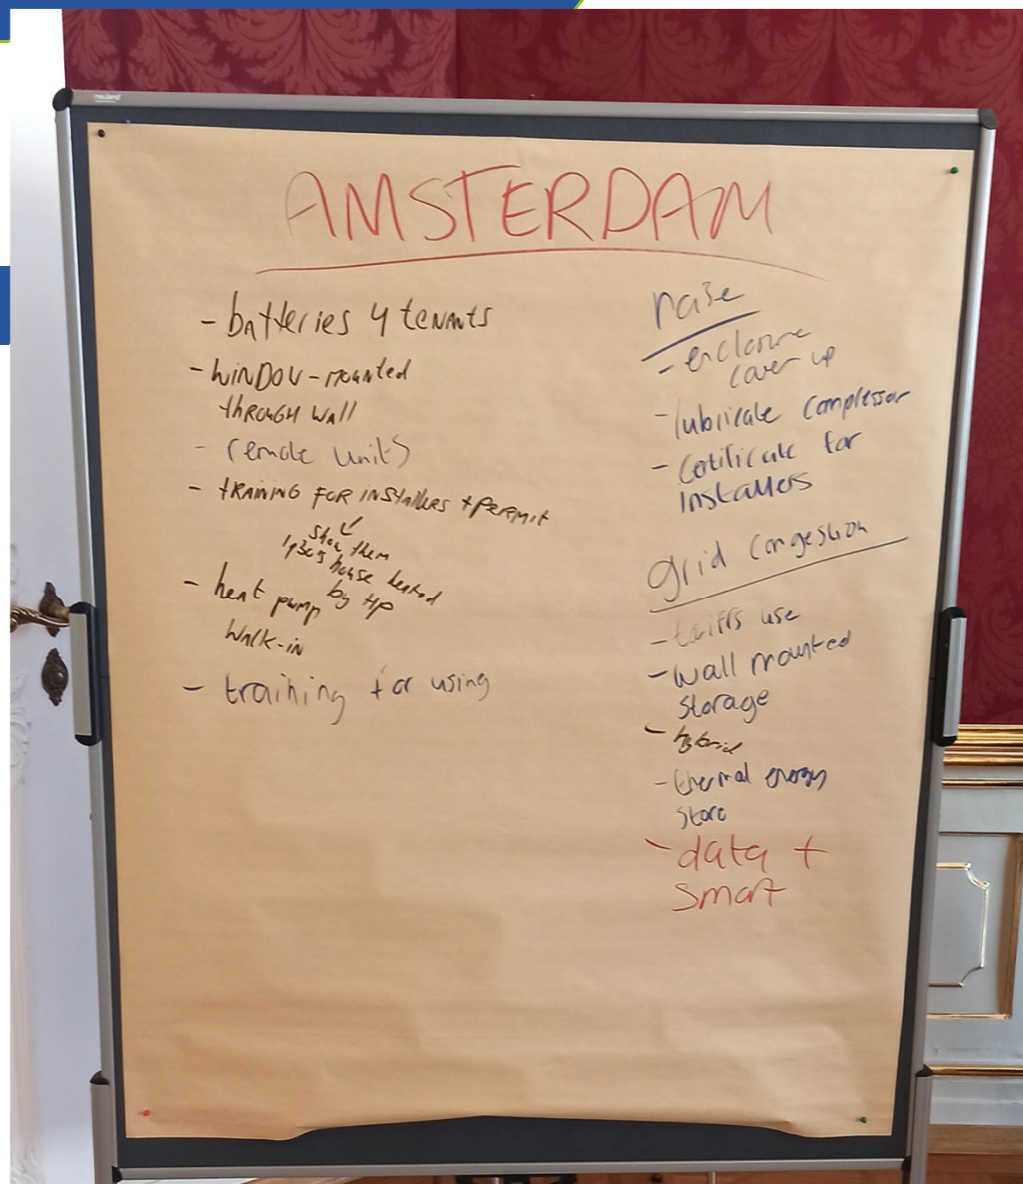 AMSTERDAM
- batteries 4 tenants
- WINDOW-mounted
through WALL
- remote units
- TRAINING FOR INSTALLERS + PERMIT
show them
1930s house heated
by HP
- heat pump
WALK-IN
- training for using
noise
- enclosure
cover up
- lubricate compressor
- certificate for
Installers
grid congestion
- tariffs use
- wall mounted
storage
- hybrid
- thermal energy
store
- data +
smart